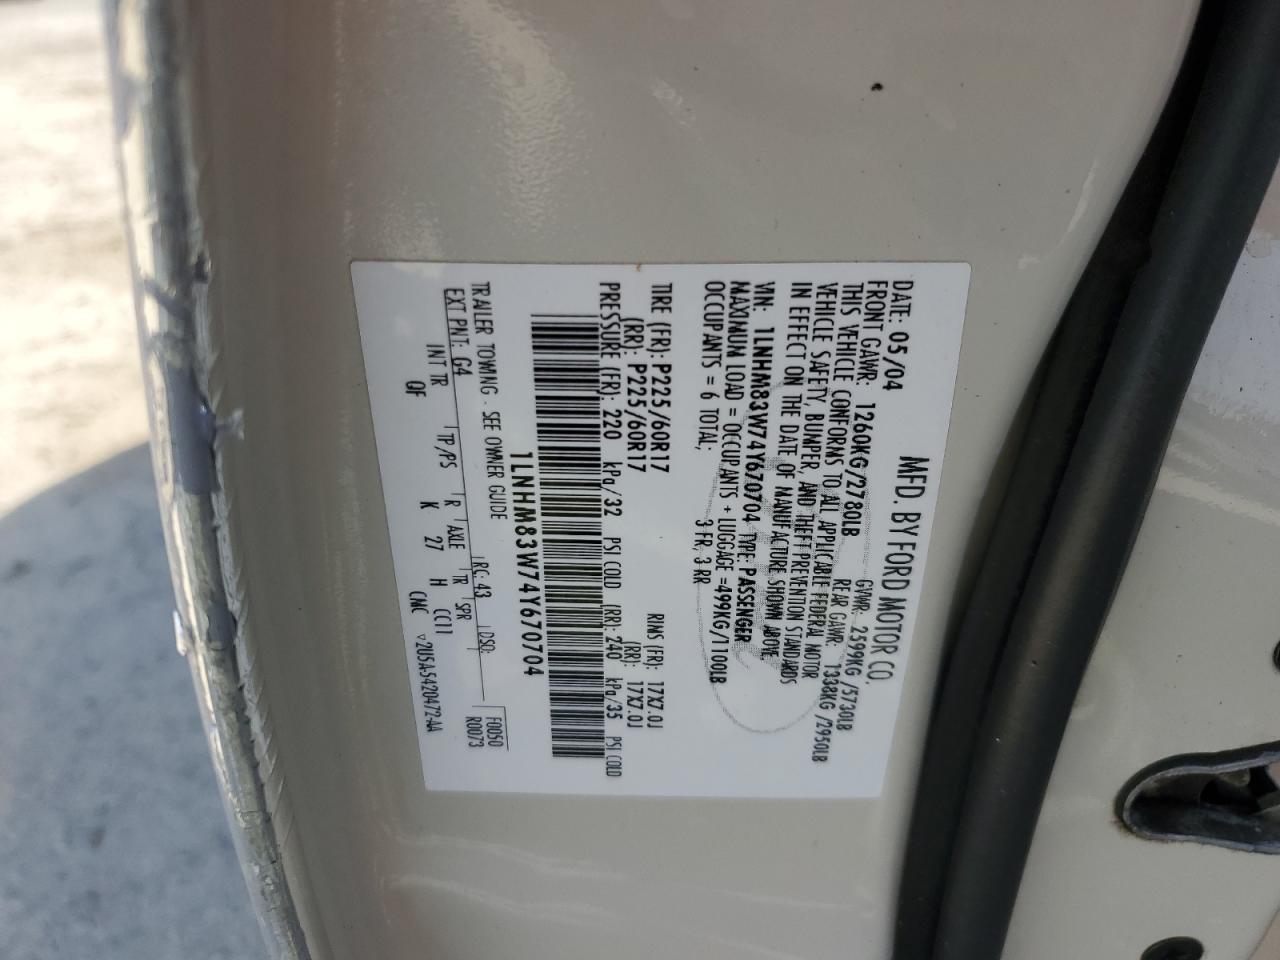 MFD. BY FORD MOTOR CO.
DATE: 05/04 GVWR: 2599KG /5730LB
FRONT GAWR: 1260KG/2780LB REAR GAWR: 1338KG /2950LB
THIS VEHICLE CONFORMS TO ALL APPLICABLE FEDERAL MOTOR
VEHICLE SAFETY, BUMPER, AND THEFT PREVENTION STANDARDS
IN EFFECT ON THE DATE OF MANUFACTURE SHOWN ABOVE.
VIN: 1LNHM83W74Y670704 TYPE: PASSENGER
MAXIMUM LOAD = OCCUPANTS + LUGGAGE =499KG/1100LB
OCCUPANTS = 6 TOTAL; 3 FR, 3 RR
TIRE (FR): P225/60R17 RIMS (FR): 17X7.0J
(RR): P225/60R17 (RR): 17X7.0J
PRESSURE (FR): 220 kPa/32 PSI COLD (RR): 240 kPa/35 PSI COLD
1LNHM83W74Y670704
TRAILER TOWING - SEE OWNER GUIDE
F0050
R0073
EXT PNT: G4 RC: 43 DSO:
INT TR TP/PS R AXLE TR SPR
QF K 27 H CC11
CMC ▽2U5A-5420472-AA